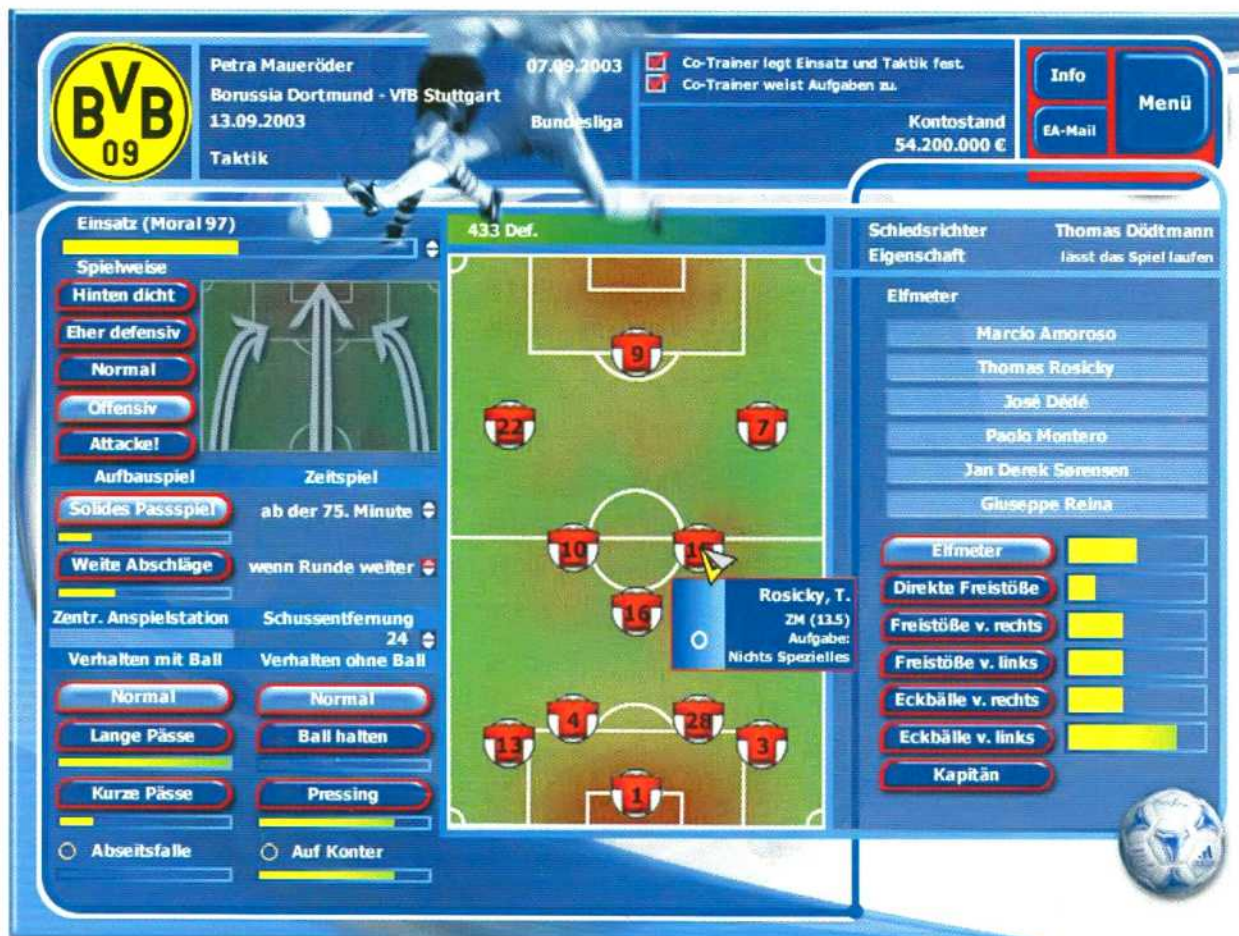 BVB
09
Petra Maueröder
07.09.2003
Borussia Dortmund - VfB Stuttgart
13.09.2003
Bundesliga
Taktik
Co-Trainer legt Einsatz und Taktik fest.
Co-Trainer weist Aufgaben zu.
Kontostand
54.200.000 €
Info
EA-Mail
Menü
Einsatz (Moral 97)
Spielweise
Hinten dicht
Eher defensiv
Normal
Offensiv
Attacke!
Aufbauspiel
Zeitspiel
Solides Passspiel
ab der 75. Minute
Weite Abschläge
wenn Runde weiter
Zentr. Anspielstation
Schussentfernung
24
Verhalten mit Ball
Verhalten ohne Ball
Normal
Normal
Lange Pässe
Ball halten
Kurze Pässe
Pressing
Abseitsfalle
Auf Konter
433 Def.
9
22
7
10
16
4
28
13
3
1
Rosicky, T.
ZM (13.5)
Aufgabe:
Nichts Spezielles
Schiedsrichter
Thomas Dödtmann
Eigenschaft
lässt das Spiel laufen
Elfmeter
Marcio Amoroso
Thomas Rosicky
José Dédé
Paolo Montero
Jan Derek Sørensen
Giuseppe Reina
Elfmeter
Direkte Freistöße
Freistöße v. rechts
Freistöße v. links
Eckbälle v. rechts
Eckbälle v. links
Kapitän